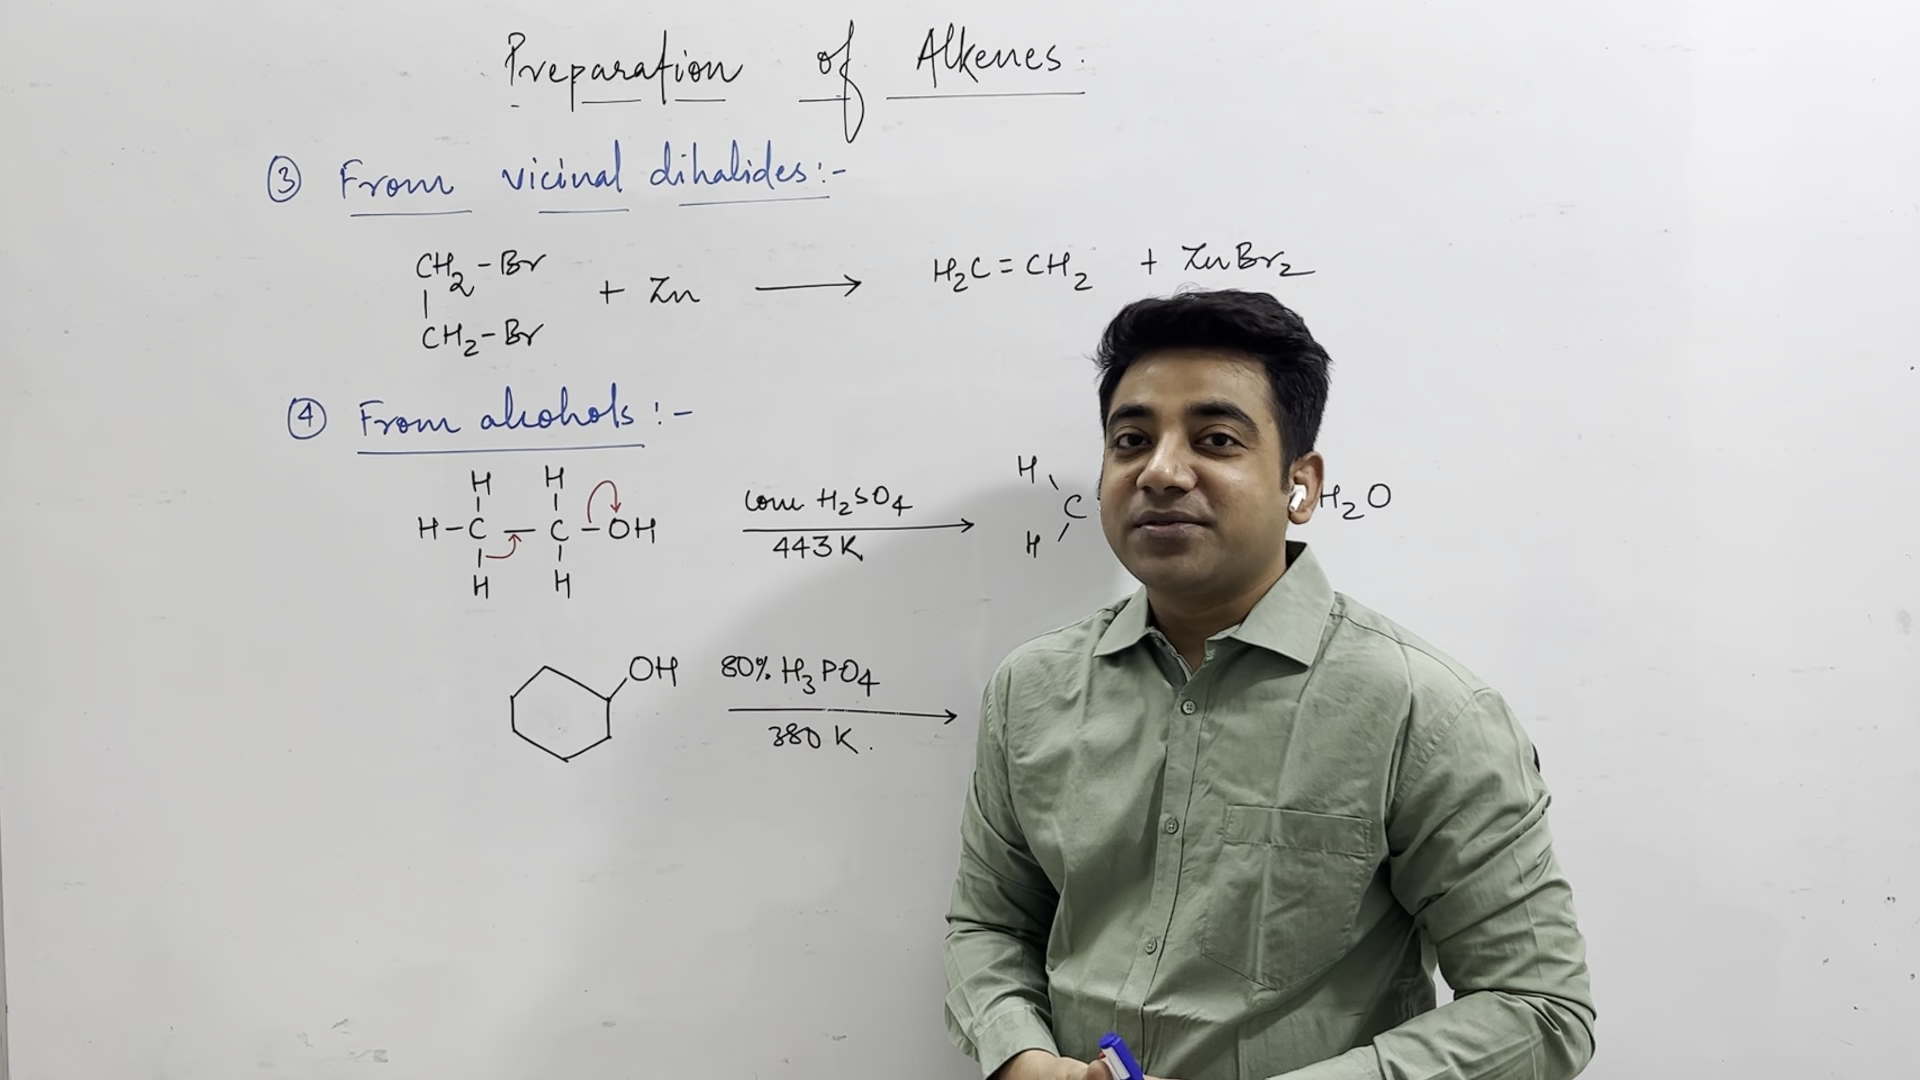 Preparation of Alkenes.
③ From vicinal dihalides:-
CH2-Br
|
CH2-Br
+ Zn ⟶ H2C=CH2 + ZnBr2
④ From alcohols :-
H H
H-C-C-OH
H H
conc H2SO4
443 K
H
C
H
H2O
OH
80% H3PO4
380 K.